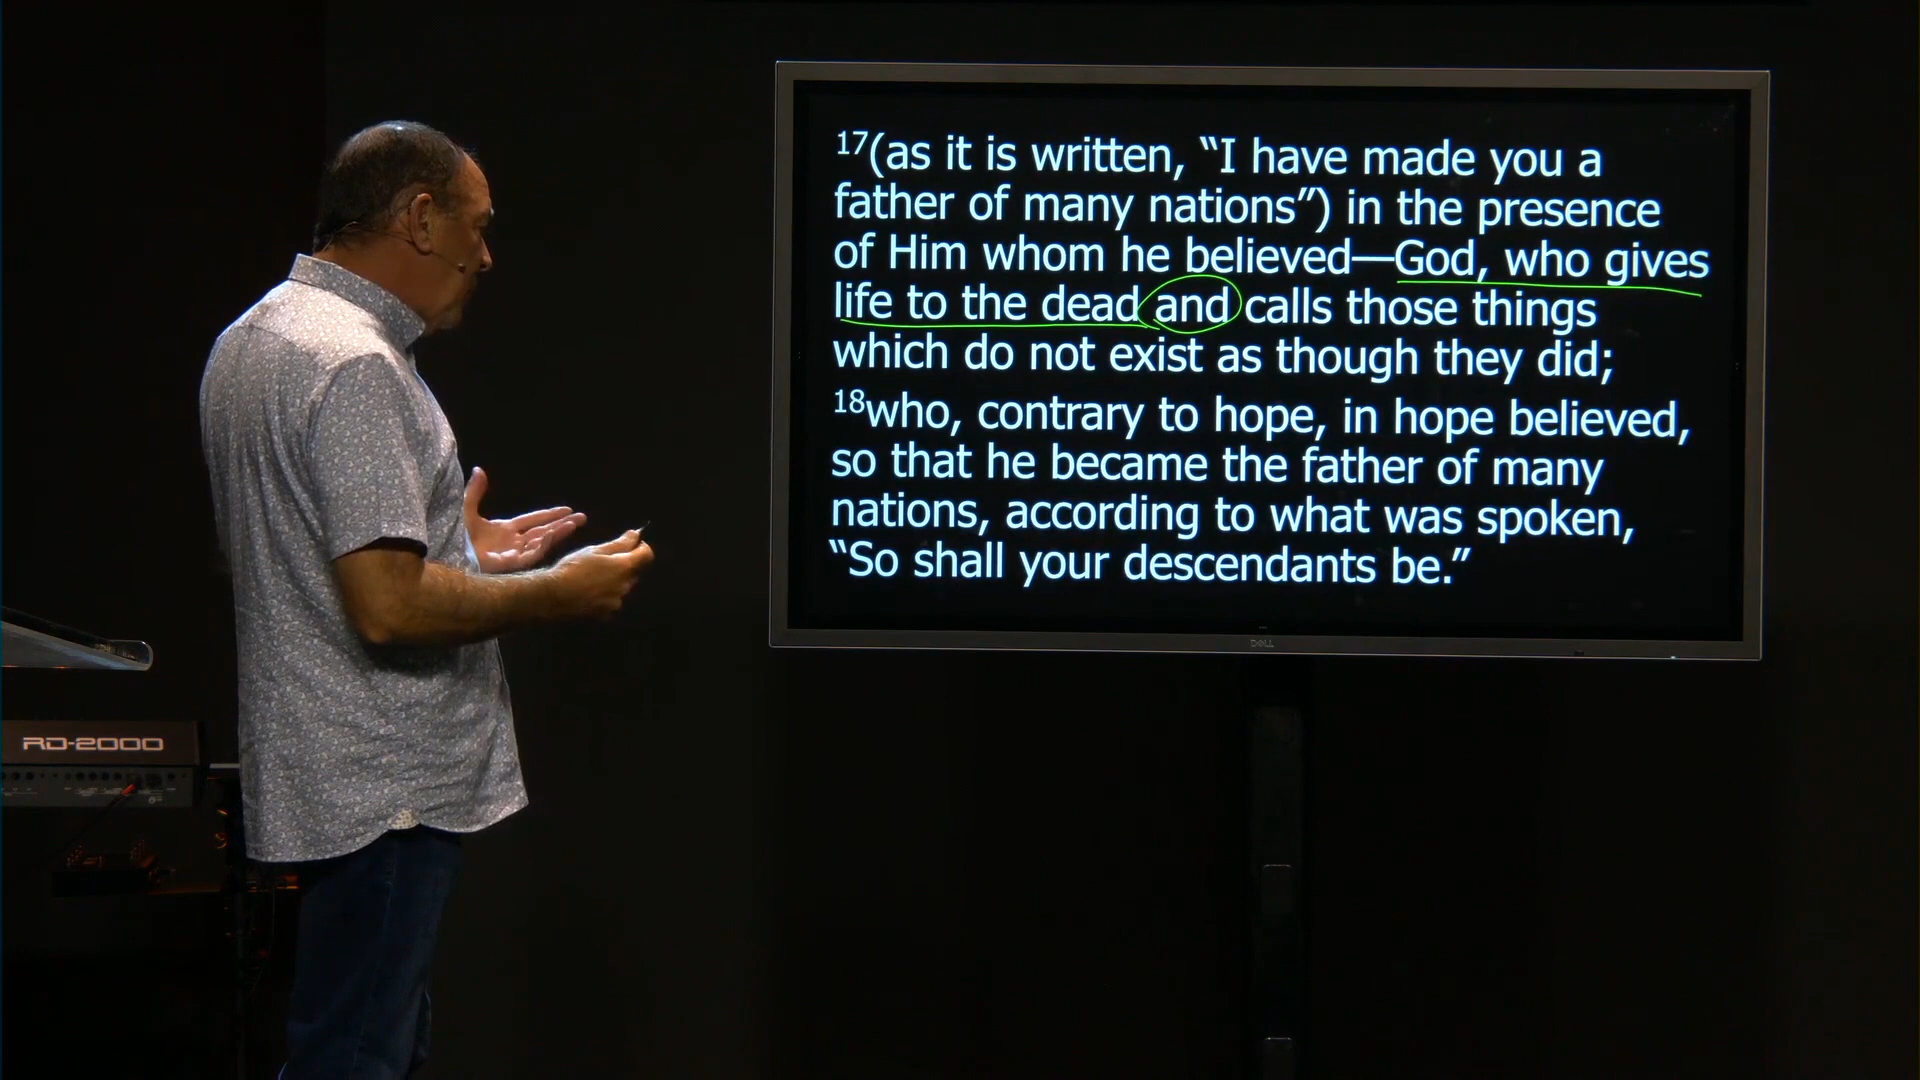 17(as it is written, “I have made you a
father of many nations”) in the presence
of Him whom he believed—God, who gives
life to the dead and calls those things
which do not exist as though they did;
18who, contrary to hope, in hope believed,
so that he became the father of many
nations, according to what was spoken,
“So shall your descendants be.”
DELL
RD-2000